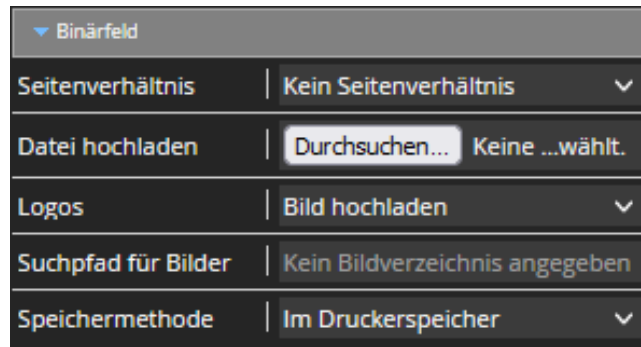 Binärfeld
Seitenverhältnis Kein Seitenverhältnis
Datei hochladen Durchsuchen... Keine ...wählt.
Logos Bild hochladen
Suchpfad für Bilder Kein Bildverzeichnis angegeben
Speichermethode Im Druckerspeicher